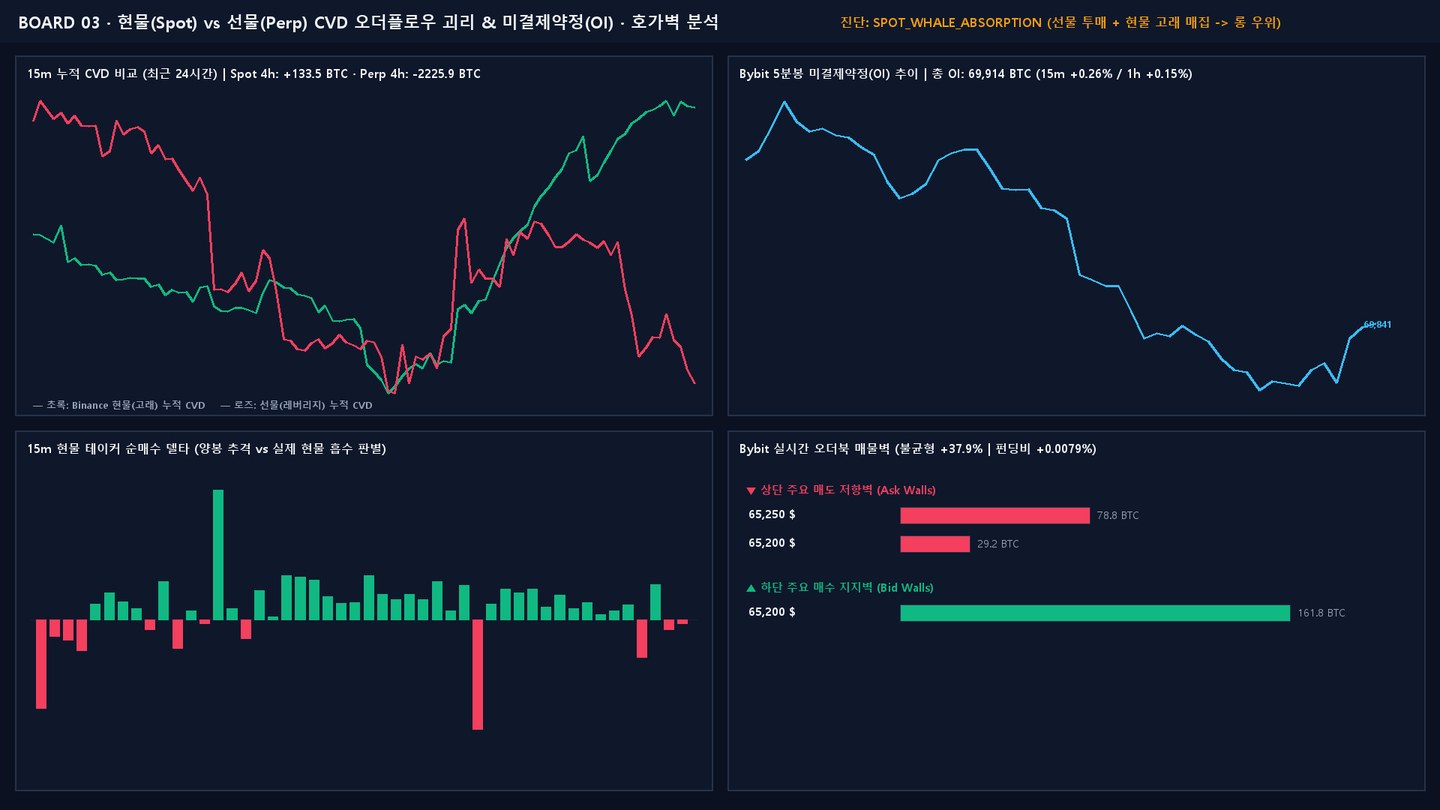 BOARD 03 · 현물(Spot) vs 선물(Perp) CVD 오더플로우 괴리 & 미결제약정(OI) · 호가벽 분석
진단: SPOT_WHALE_ABSORPTION (선물 투매 + 현물 고래 매집 -> 롱 우위)
15m 누적 CVD 비교 (최근 24시간) | Spot 4h: +133.5 BTC · Perp 4h: -2225.9 BTC
— 초록: Binance 현물(고래) 누적 CVD
— 로즈: 선물(레버리지) 누적 CVD
Bybit 5분봉 미결제약정(OI) 추이 | 총 OI: 69,914 BTC (15m +0.26% / 1h +0.15%)
69,841
15m 현물 테이커 순매수 델타 (양봉 추격 vs 실제 현물 흡수 판별)
Bybit 실시간 오더북 매물벽 (불균형 +37.9% | 펀딩비 +0.0079%)
▼ 상단 주요 매도 저항벽 (Ask Walls)
65,250 $ 78.8 BTC
65,200 $ 29.2 BTC
▲ 하단 주요 매수 지지벽 (Bid Walls)
65,200 $ 161.8 BTC